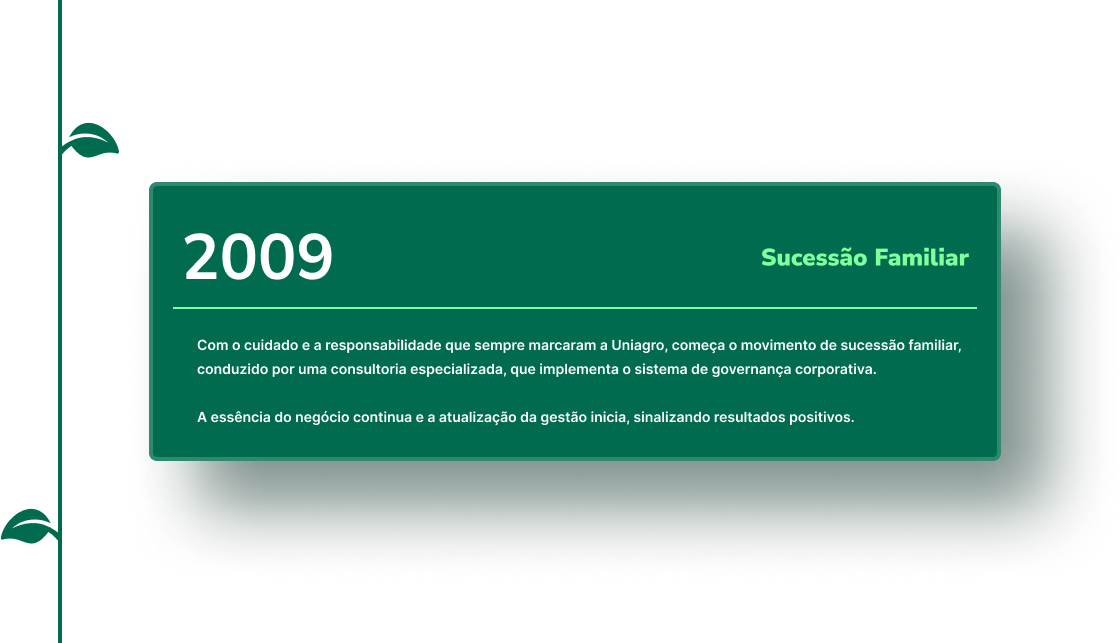 2009
Sucessão Familiar
Com o cuidado e a responsabilidade que sempre marcaram a Uniagro, começa o movimento de sucessão familiar,
conduzido por uma consultoria especializada, que implementa o sistema de governança corporativa.
A essência do negócio continua e a atualização da gestão inicia, sinalizando resultados positivos.